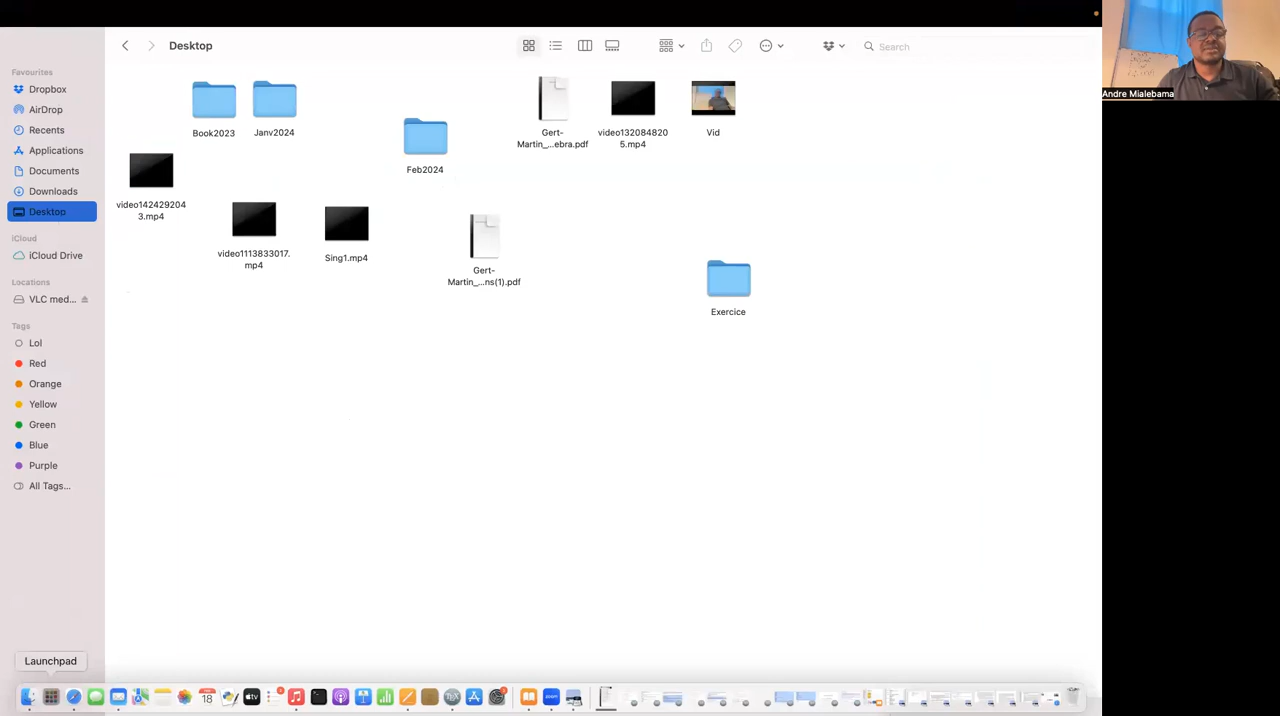 Desktop
Search
Favourites
Dropbox
AirDrop
Recents
Applications
Documents
Downloads
Desktop
iCloud
iCloud Drive
Locations
VLC med...
Tags
Lol
Red
Orange
Yellow
Green
Blue
Purple
All Tags...
Book2023
Janv2024
Feb2024
Gert-
Martin_...ebra.pdf
video132084820
5.mp4
Vid
video142429204
3.mp4
video1113833017.
mp4
Sing1.mp4
Gert-
Martin_...ns(1).pdf
Exercice
Launchpad
18
tv
Andre Mialebama